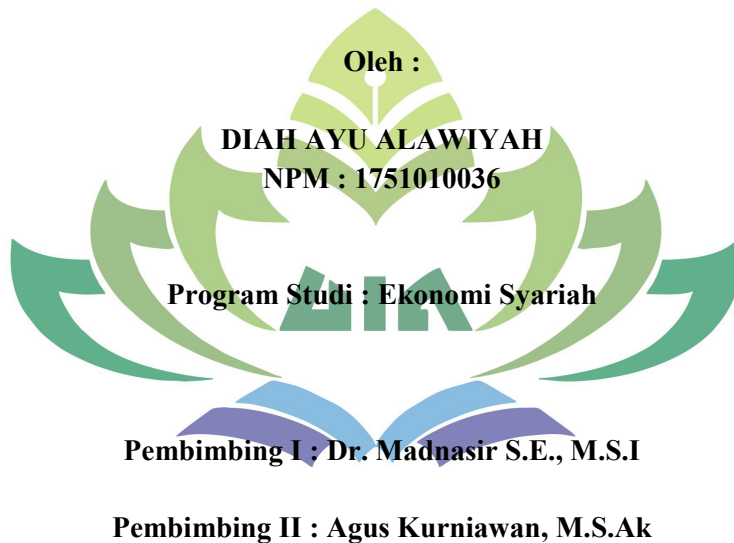 Oleh :
DIAH AYU ALAWIYAH
NPM : 1751010036
Program Studi : Ekonomi Syariah
Pembimbing I : Dr. Madnasir S.E., M.S.I
Pembimbing II : Agus Kurniawan, M.S.Ak